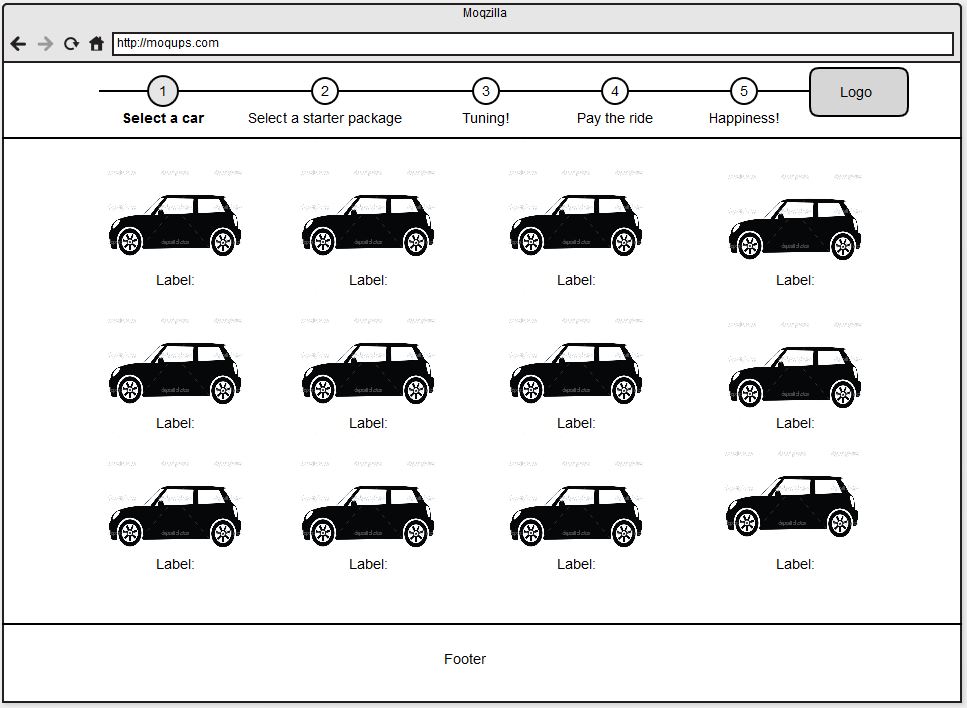 Moqzilla
http://moqups.com
1 2 3 4 5 Logo
Select a car Select a starter package Tuning! Pay the ride Happiness!
Label: Label: Label: Label:
Label: Label: Label: Label:
Label: Label: Label: Label:
Footer